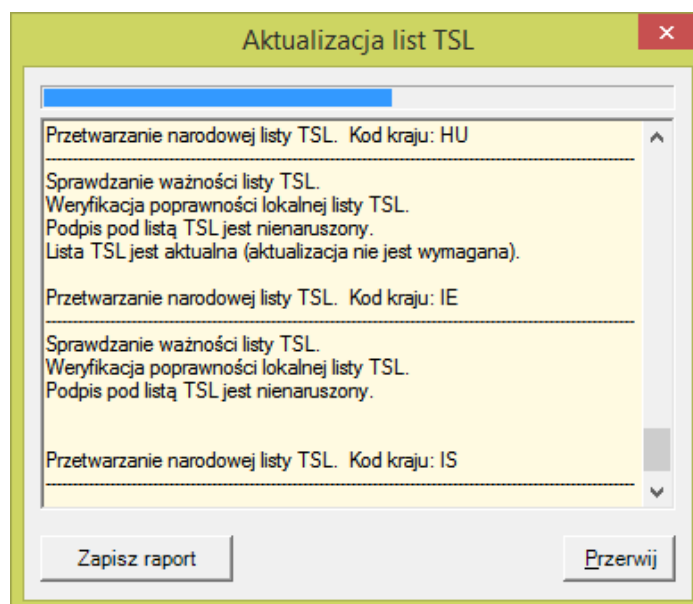 Aktualizacja list TSL
Przetwarzanie narodowej listy TSL. Kod kraju: HU
Sprawdzanie ważności listy TSL.
Weryfikacja poprawności lokalnej listy TSL.
Podpis pod listą TSL jest nienaruszony.
Lista TSL jest aktualna (aktualizacja nie jest wymagana).
Przetwarzanie narodowej listy TSL. Kod kraju: IE
Sprawdzanie ważności listy TSL.
Weryfikacja poprawności lokalnej listy TSL.
Podpis pod listą TSL jest nienaruszony.
Przetwarzanie narodowej listy TSL. Kod kraju: IS
Zapisz raport
Przerwij